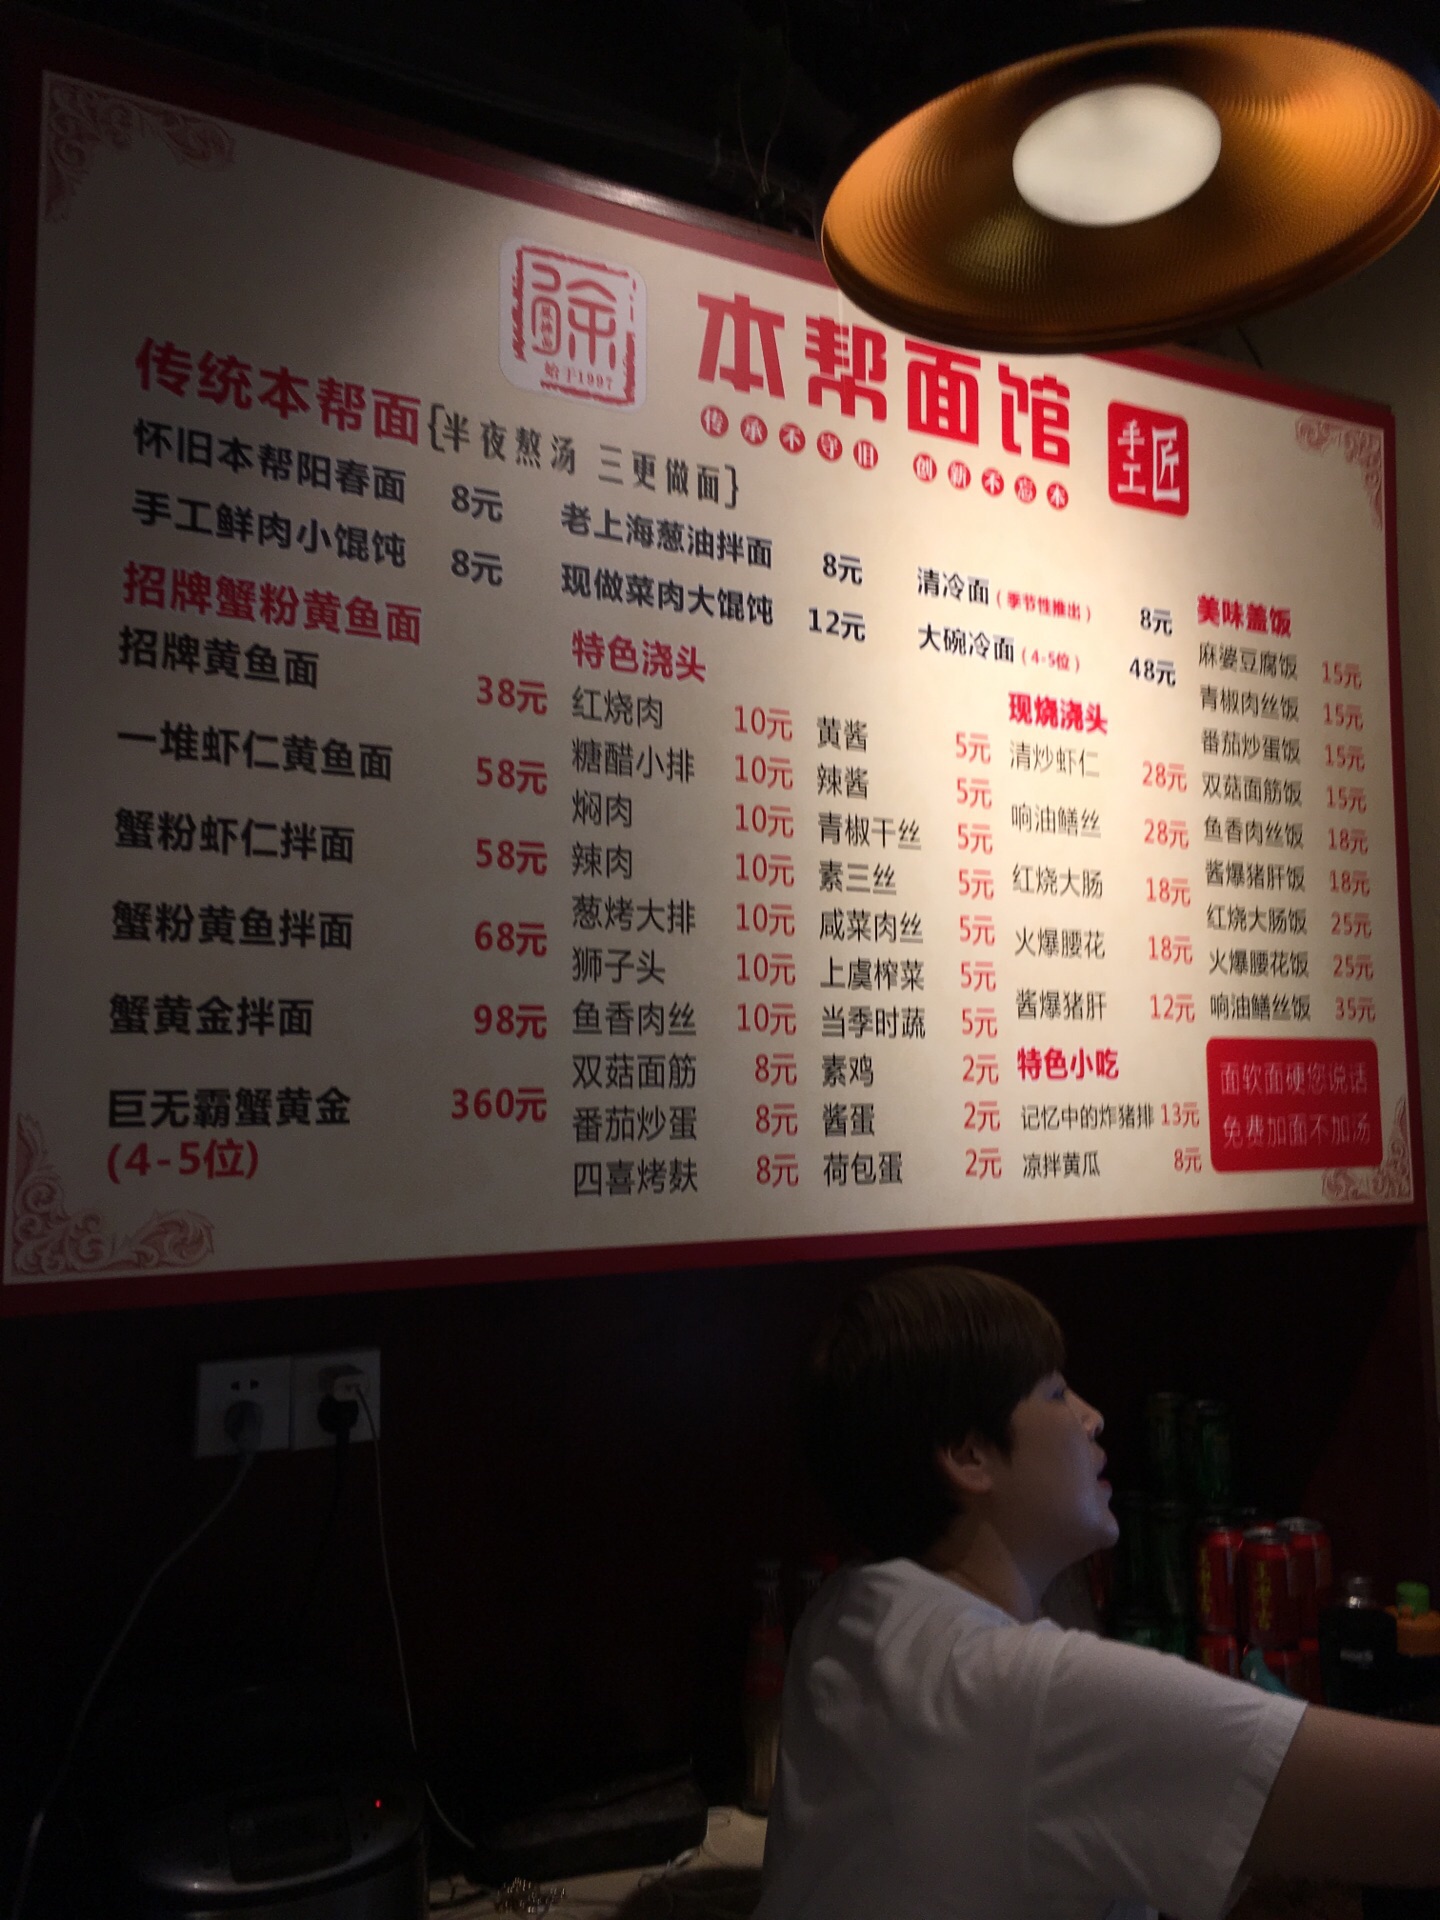 馀
始于1997
本帮面馆
手工匠
传承不守旧 创新不忘本
传统本帮面{半夜熬汤 三更做面}
怀旧本帮阳春面 8元
老上海葱油拌面 8元
清冷面(季节性推出) 8元
手工鲜肉小馄饨 8元
现做菜肉大馄饨 12元
大碗冷面(4-5位) 48元
招牌蟹粉黄鱼面
招牌黄鱼面 38元
一堆虾仁黄鱼面 58元
蟹粉虾仁拌面 58元
蟹粉黄鱼拌面 68元
蟹黄金拌面 98元
巨无霸蟹黄金 360元
(4-5位)
特色浇头
红烧肉 10元
糖醋小排 10元
焖肉 10元
辣肉 10元
葱烤大排 10元
狮子头 10元
鱼香肉丝 10元
双菇面筋 8元
番茄炒蛋 8元
四喜烤麸 8元
黄酱 5元
辣酱 5元
青椒干丝 5元
素三丝 5元
咸菜肉丝 5元
上虞榨菜 5元
当季时蔬 5元
素鸡 2元
酱蛋 2元
荷包蛋 2元
现烧浇头
清炒虾仁 28元
响油鳝丝 28元
红烧大肠 18元
火爆腰花 18元
酱爆猪肝 12元
特色小吃
记忆中的炸猪排 13元
凉拌黄瓜 8元
美味盖饭
麻婆豆腐饭 15元
青椒肉丝饭 15元
番茄炒蛋饭 15元
双菇面筋饭 15元
鱼香肉丝饭 18元
酱爆猪肝饭 18元
红烧大肠饭 25元
火爆腰花饭 25元
响油鳝丝饭 35元
面软面硬您说话
免费加面不加汤